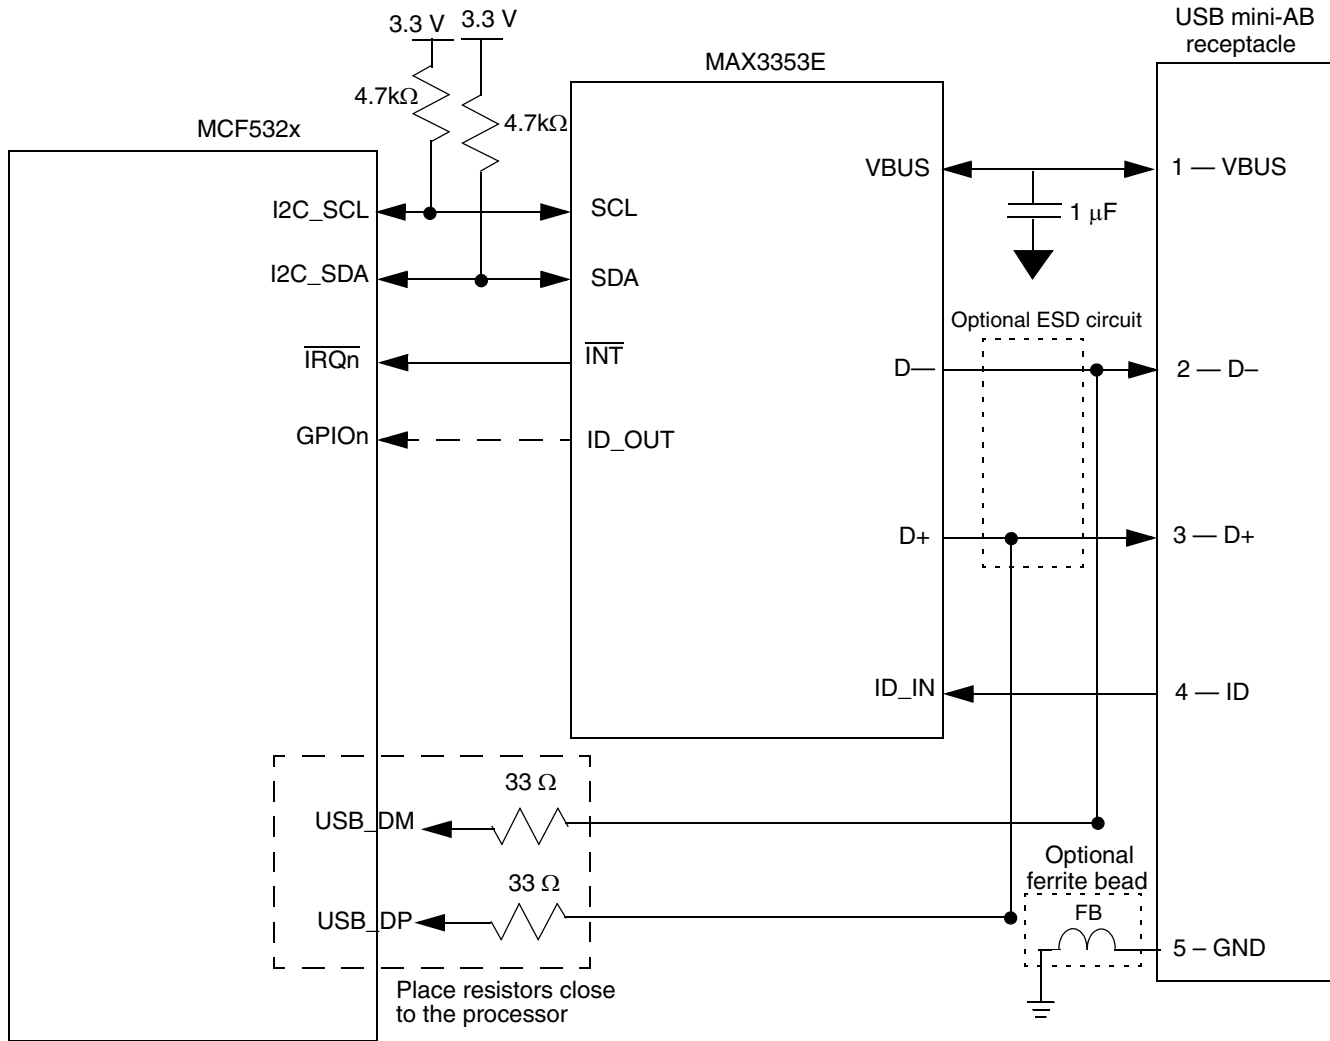 3.3 V 3.3 V
USB mini-AB
receptacle
MAX3353E
4.7kΩ
4.7kΩ
MCF532x
VBUS
1 — VBUS
I2C_SCL
SCL
1 μF
I2C_SDA
SDA
Optional ESD circuit
IRQn
INT
D—
2 — D–
GPIOn
ID_OUT
D+
3 — D+
ID_IN
4 — ID
33 Ω
USB_DM
Optional
ferrite bead
33 Ω
FB
USB_DP
5 – GND
Place resistors close
to the processor